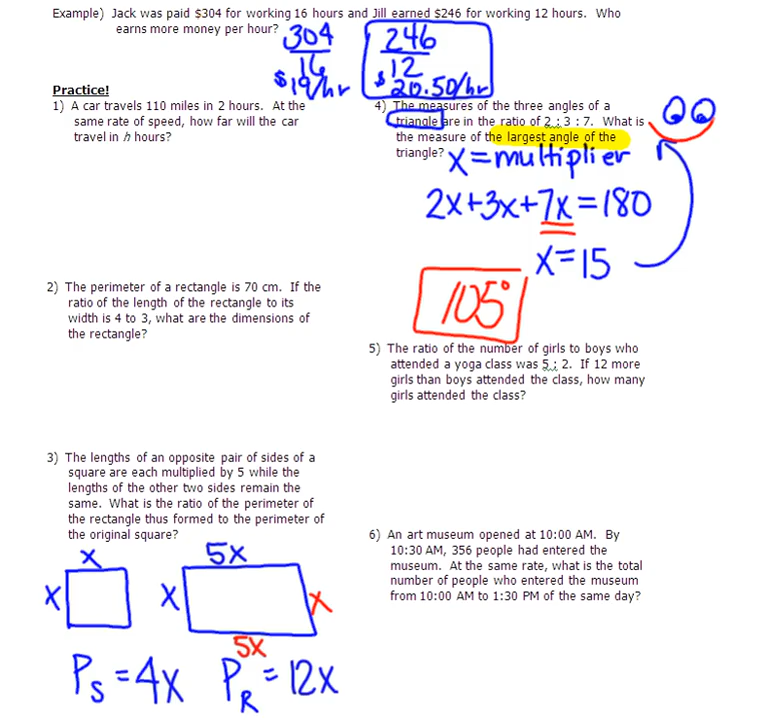 Example) Jack was paid $304 for working 16 hours and Jill earned $246 for working 12 hours. Who
earns more money per hour?
304
16
$19/hr
246
12
$20.50/hr
Practice!
1) A car travels 110 miles in 2 hours. At the
same rate of speed, how far will the car
travel in h hours?
2) The perimeter of a rectangle is 70 cm. If the
ratio of the length of the rectangle to its
width is 4 to 3, what are the dimensions of
the rectangle?
3) The lengths of an opposite pair of sides of a
square are each multiplied by 5 while the
lengths of the other two sides remain the
same. What is the ratio of the perimeter of
the rectangle thus formed to the perimeter of
the original square?
x
x
5x
x
x
5x
Ps = 4x
PR = 12x
4) The measures of the three angles of a
triangle are in the ratio of 2 : 3 : 7. What is
the measure of the largest angle of the
triangle?
x = multiplier
2x+3x+7x = 180
x = 15
105°
5) The ratio of the number of girls to boys who
attended a yoga class was 5 : 2. If 12 more
girls than boys attended the class, how many
girls attended the class?
6) An art museum opened at 10:00 AM. By
10:30 AM, 356 people had entered the
museum. At the same rate, what is the total
number of people who entered the museum
from 10:00 AM to 1:30 PM of the same day?